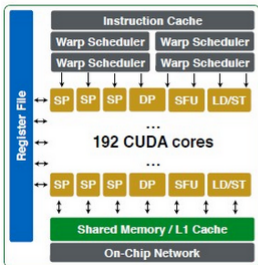 Instruction Cache
Warp Scheduler Warp Scheduler
Warp Scheduler Warp Scheduler
Register File
SP SP SP DP SFU LD/ST
...
192 CUDA cores
...
SP SP SP DP SFU LD/ST
Shared Memory / L1 Cache
On-Chip Network